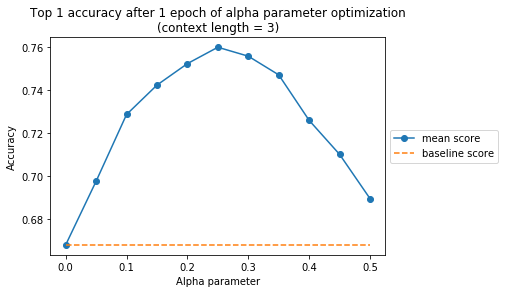 Top 1 accuracy after 1 epoch of alpha parameter optimization
(context length = 3)
0.76
0.74
0.72
0.70
0.68
Accuracy
0.0
0.1
0.2
0.3
0.4
0.5
Alpha parameter
mean score
baseline score